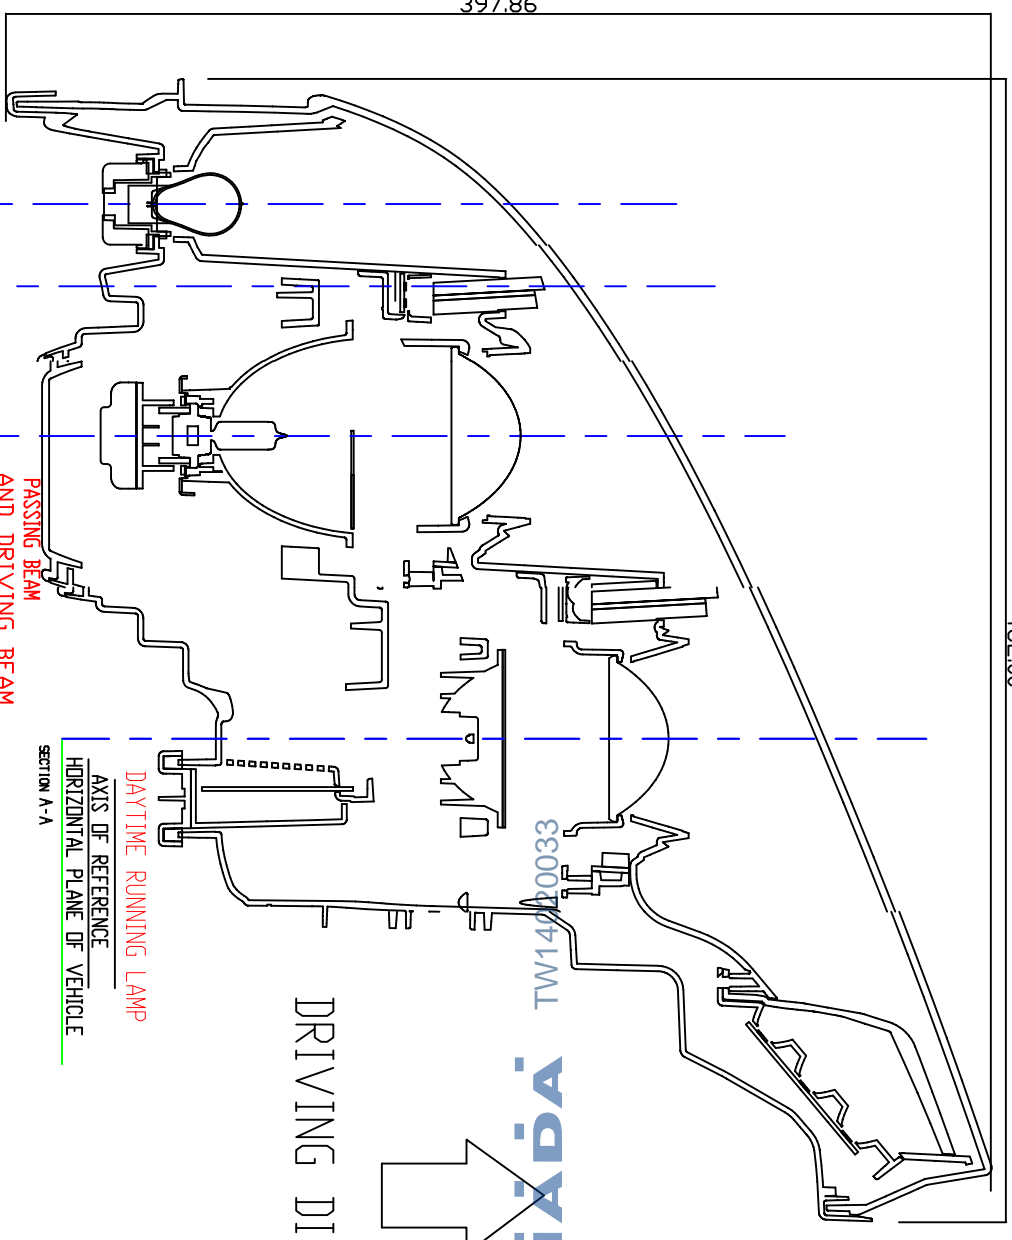 397.86
PASSING BEAM
AND DRIVING BEAM
DAYTIME RUNNING LAMP
AXIS OF REFERENCE
HORIZONTAL PLANE OF VEHICLE
SECTION A-A
TW14020033
DRIVING DI